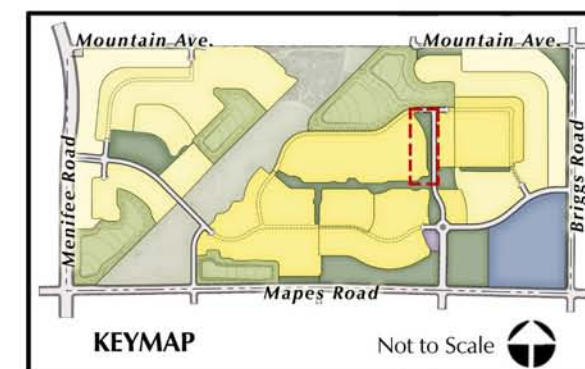 Mountain Ave.
Mountain Ave.
Menifee Road
Briggs Road
Mapes Road
KEYMAP
Not to Scale